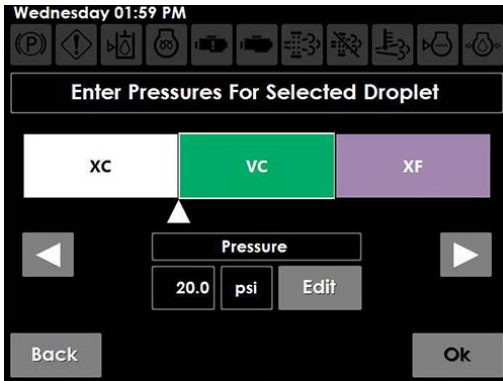 Wednesday 01:59 PM
(P)
Enter Pressures For Selected Droplet
XC VC XF
Pressure
20.0 psi Edit
Back Ok